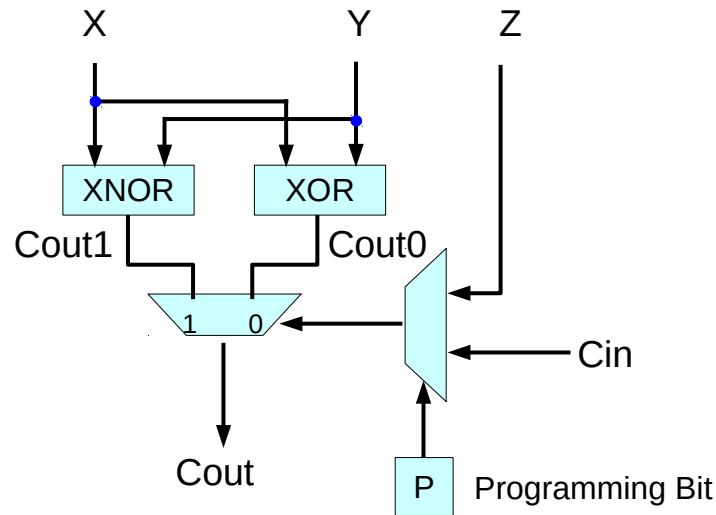 X Y Z
XNOR XOR
Cout1 Cout0
1 0
Cin
Cout
P Programming Bit